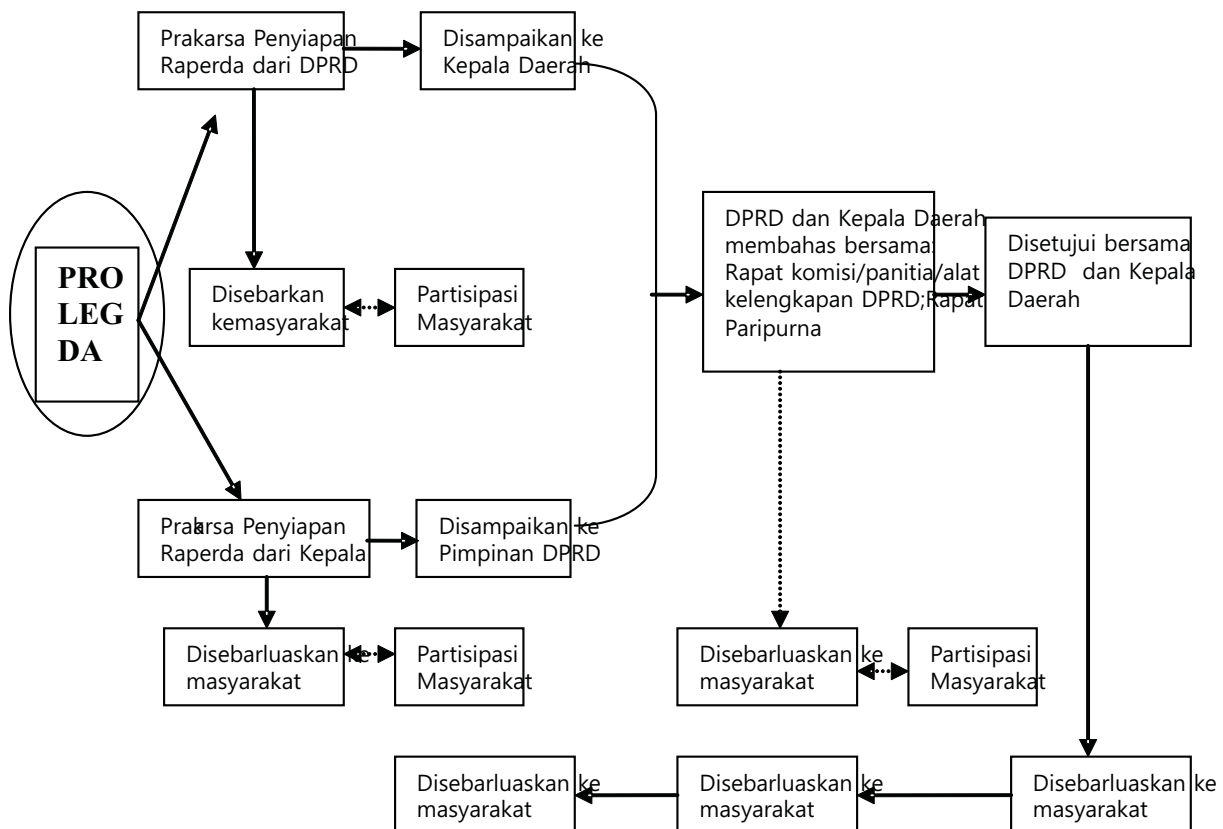 Prakarsa Penyiapan
Raperda dari DPRD
Disampaikan ke
Kepala Daerah
PRO
LEG
DA
Disebarkan
kemasyarakat
Partisipasi
Masyarakat
DPRD dan Kepala Daerah
membahas bersama:
Rapat komisi/panitia/alat
kelengkapan DPRD;Rapat
Paripurna
Disetujui bersama
DPRD dan Kepala
Daerah
Prakarsa Penyiapan
Raperda dari Kepala
Disampaikan ke
Pimpinan DPRD
Disebarluaskan ke
masyarakat
Partisipasi
Masyarakat
Disebarluaskan ke
masyarakat
Partisipasi
Masyarakat
Disebarluaskan ke
masyarakat
Disebarluaskan ke
masyarakat
Disebarluaskan ke
masyarakat